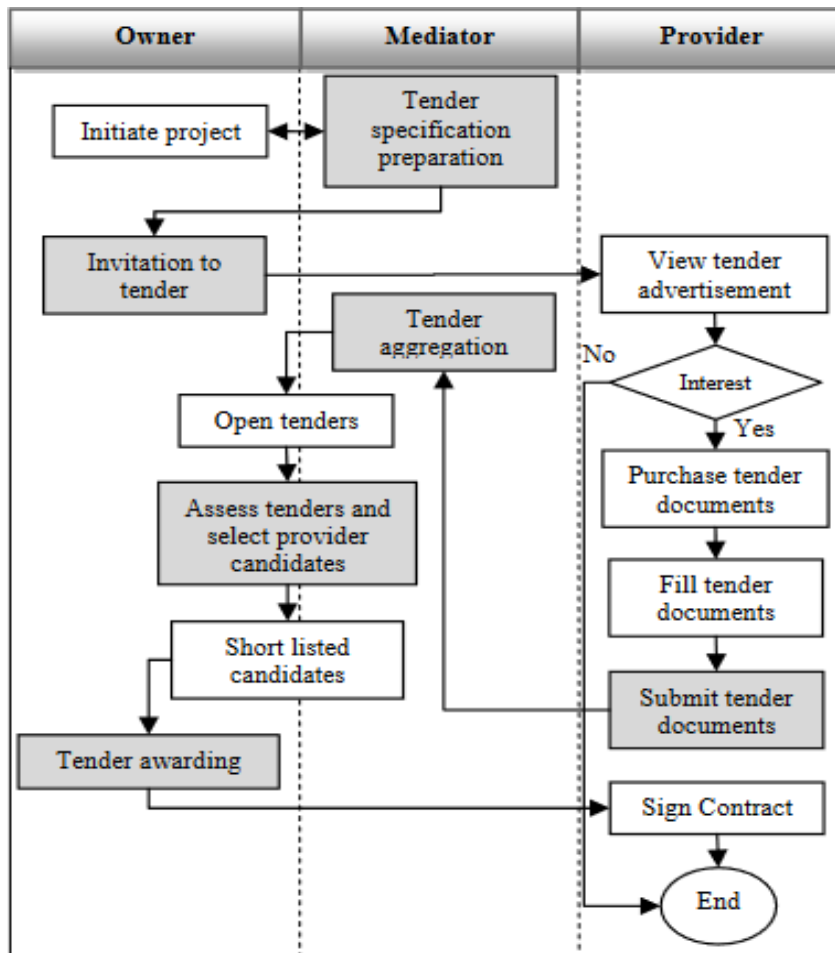 Owner
Mediator
Provider
Initiate project
Tender
specification
preparation
Invitation to
tender
View tender
advertisement
Tender
aggregation
No
Interest
Yes
Open tenders
Purchase tender
documents
Assess tenders and
select provider
candidates
Fill tender
documents
Short listed
candidates
Submit tender
documents
Tender awarding
Sign Contract
End